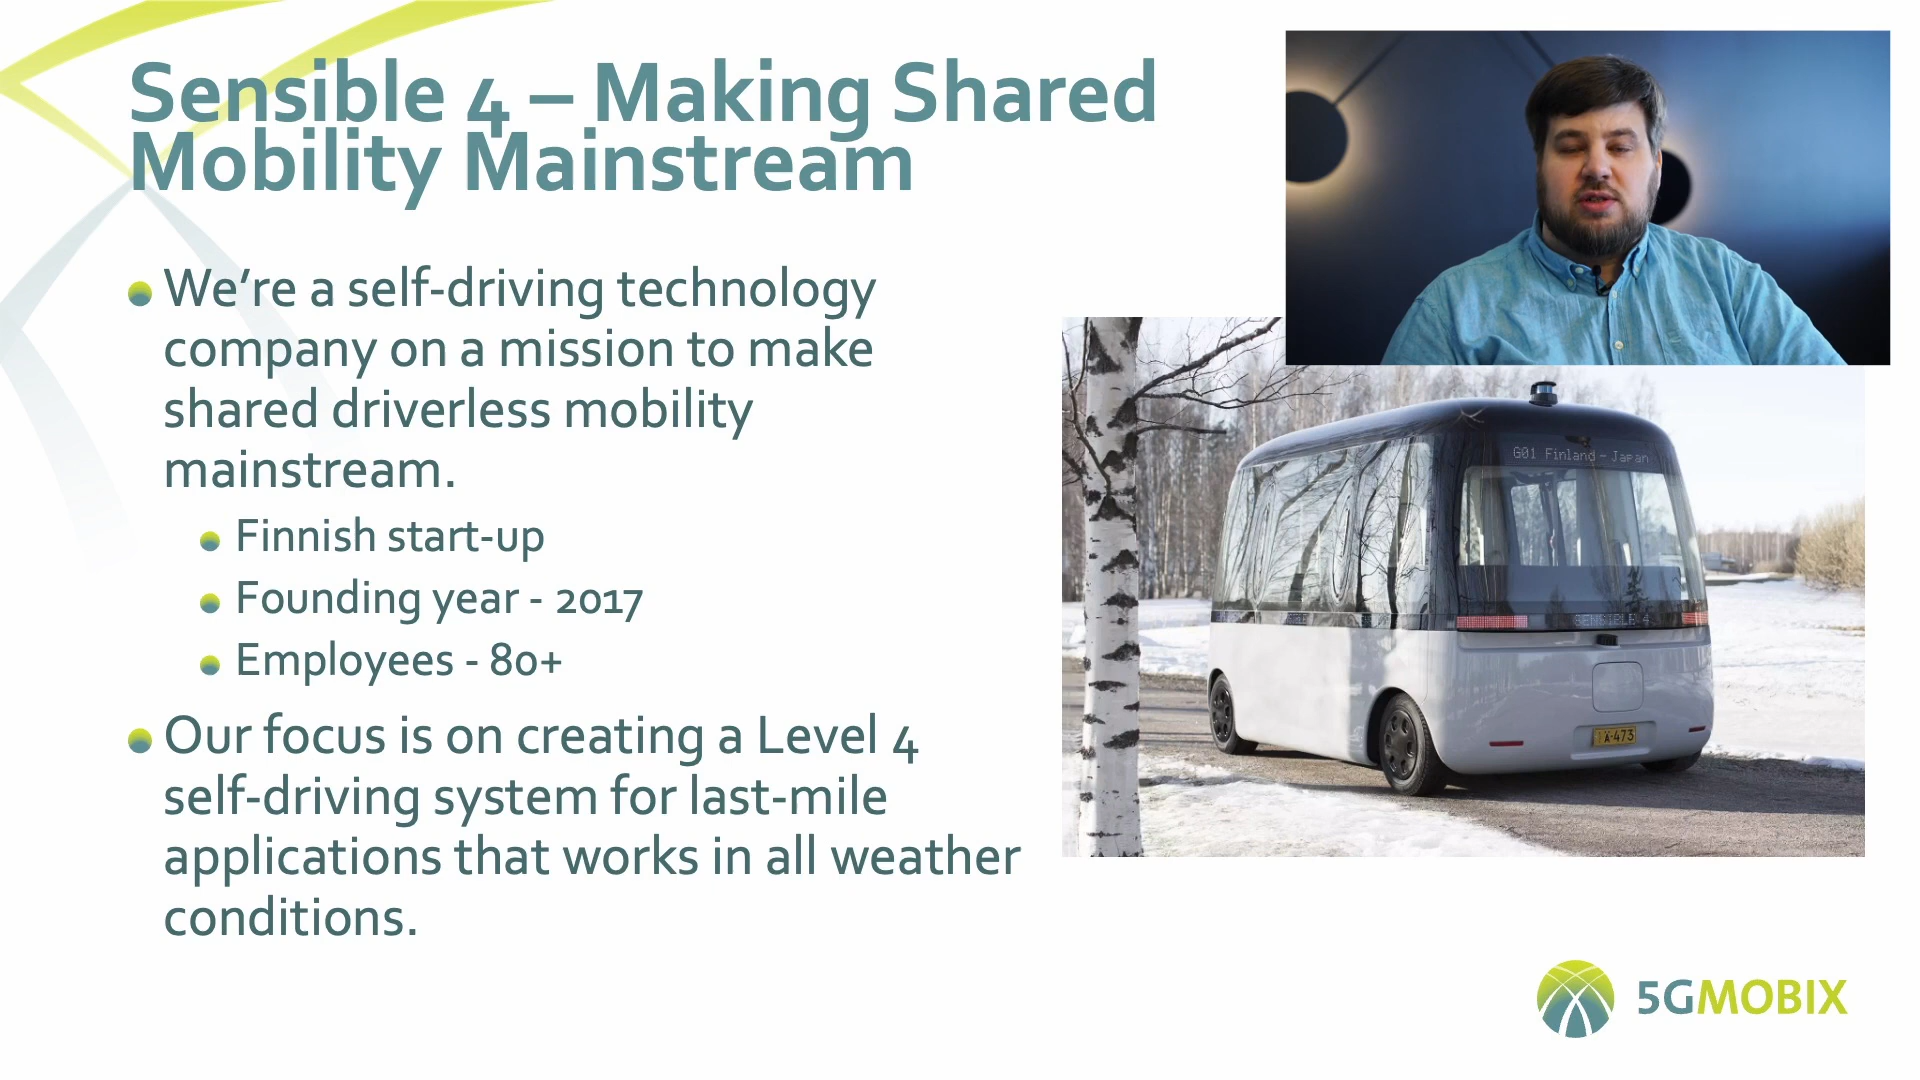 Sensible 4 – Making Shared
Mobility Mainstream
We’re a self-driving technology
company on a mission to make
shared driverless mobility
mainstream.
Finnish start-up
Founding year - 2017
Employees - 80+
Our focus is on creating a Level 4
self-driving system for last-mile
applications that works in all weather
conditions.
G01 Finland - Japan
SENSIBLE 4
A-473
5GMOBIX